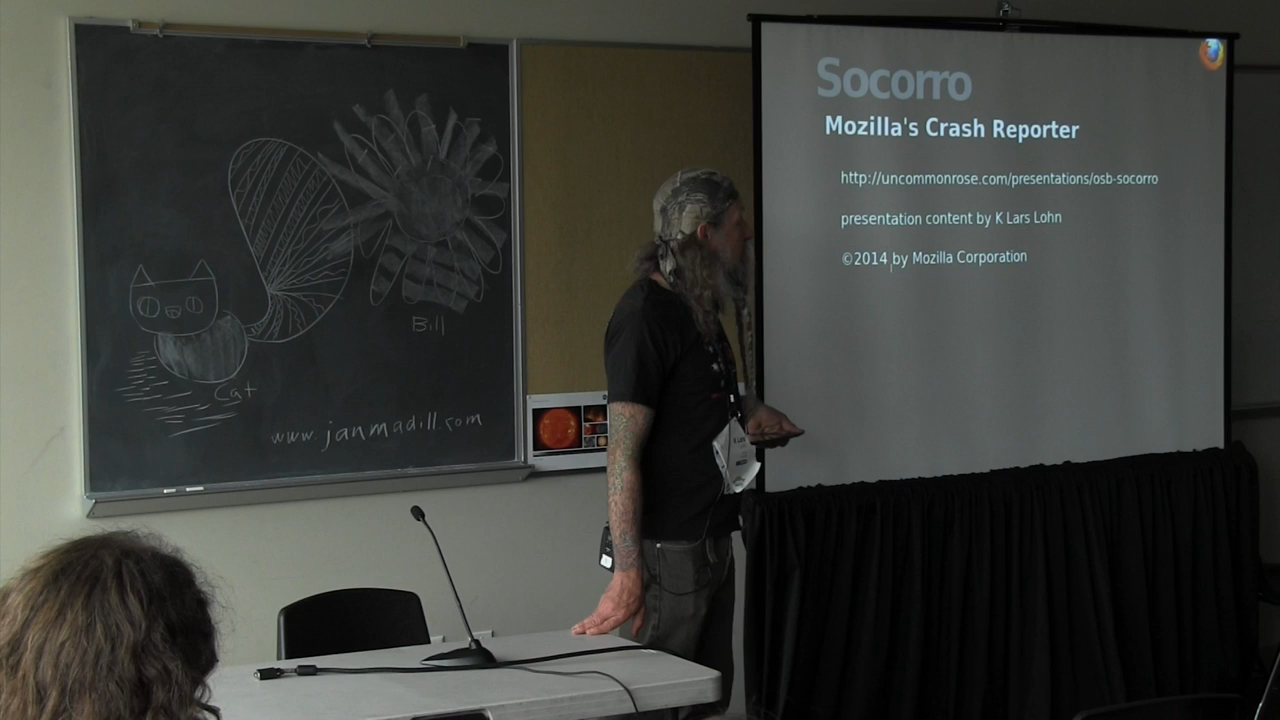 Bill
Cat
www.janmadill.com
Socorro
Mozilla's Crash Reporter
http://uncommonrose.com/presentations/osb-socorro
presentation content by K Lars Lohn
©2014 by Mozilla Corporation